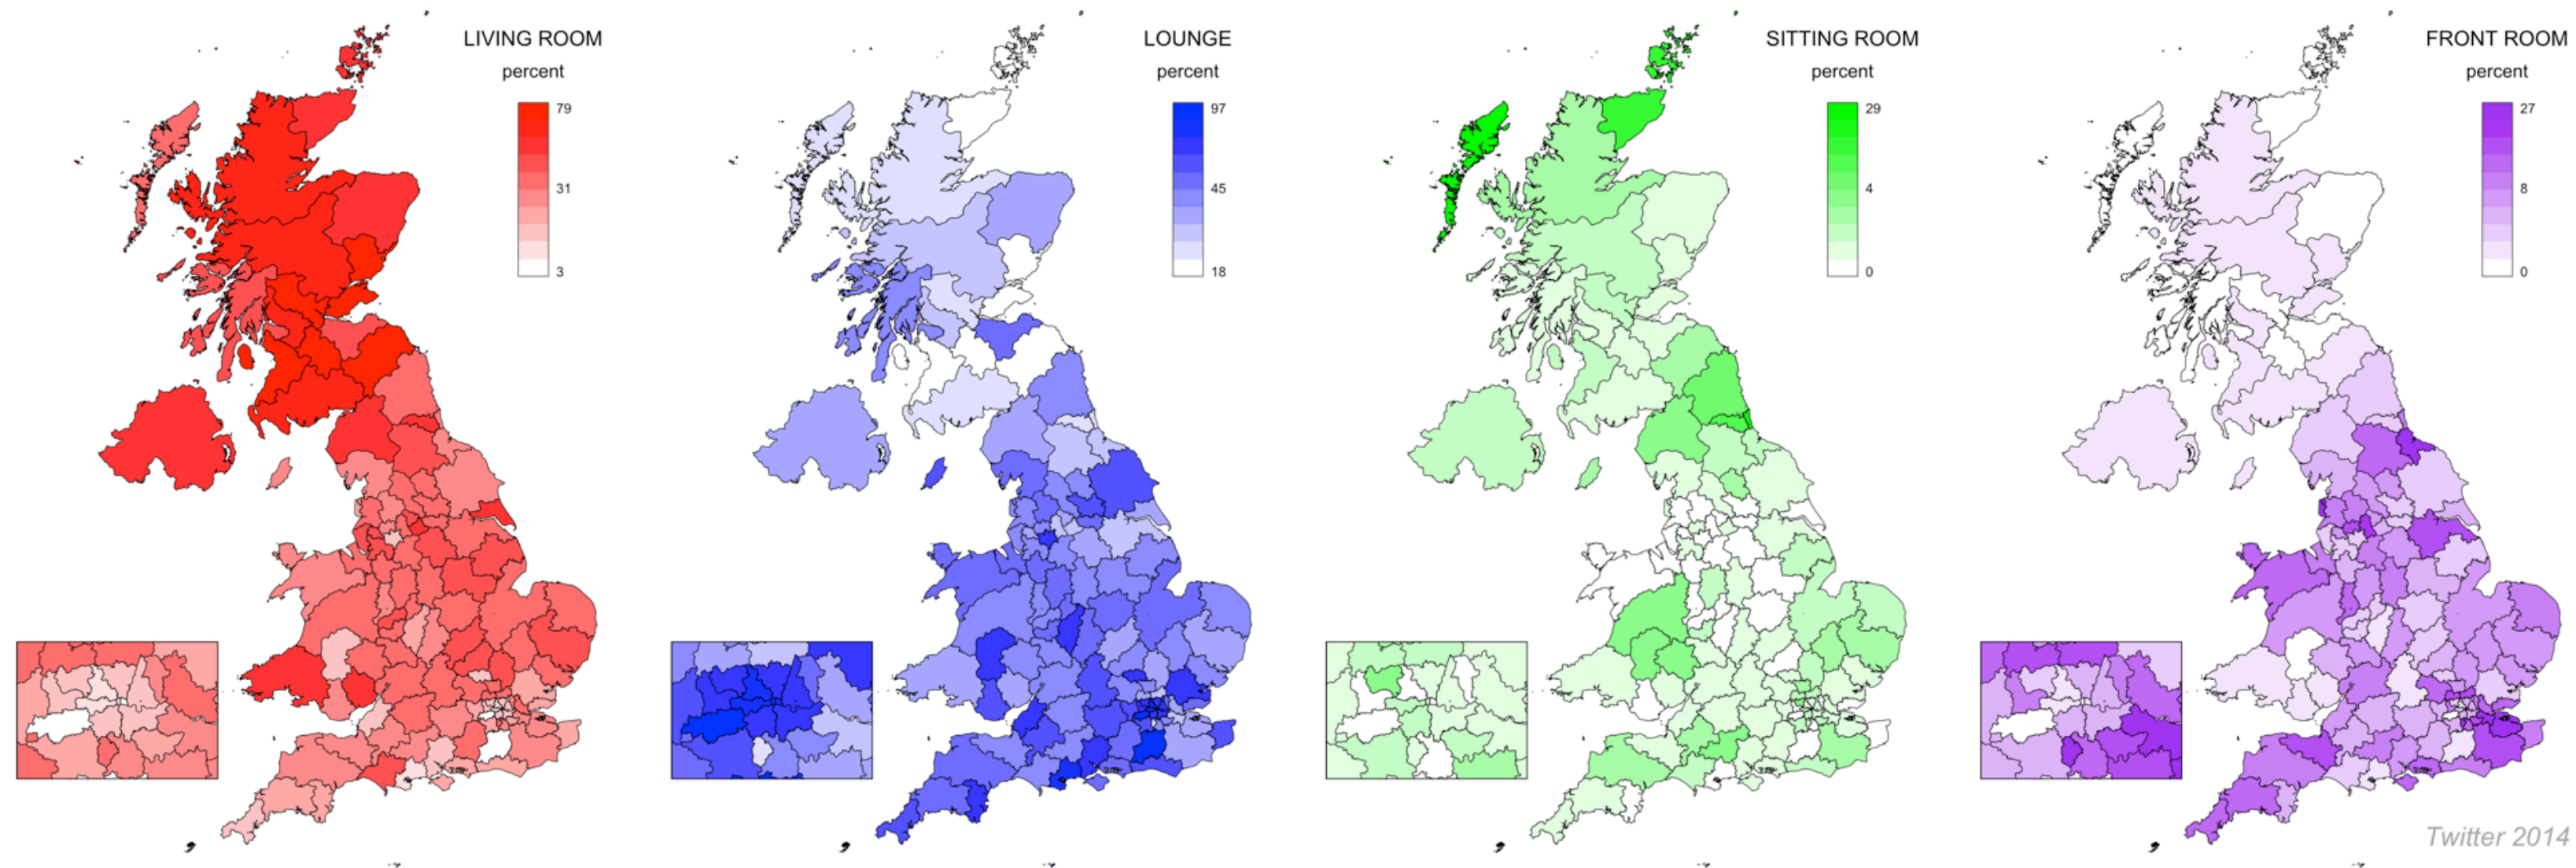 LIVING ROOM
percent
79
31
3
LOUNGE
percent
97
45
18
SITTING ROOM
percent
29
4
0
FRONT ROOM
percent
27
8
0
Twitter 2014